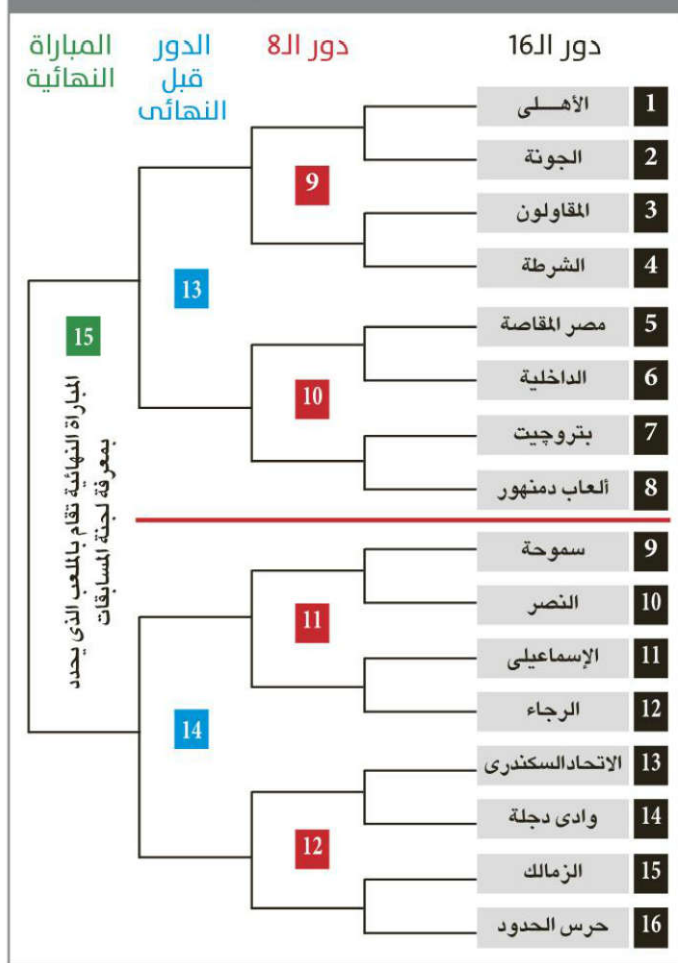 دور الـ16
دور الـ8
الدور
قبل
النهائى
المباراة
النهائية
1 الأهـــلى
2 الجونة
3 المقاولون
4 الشرطة
5 مصر المقاصة
6 الداخلية
7 بتروچيت
8 ألعاب دمنهور
9 سموحة
10 النصر
11 الإسماعيلى
12 الرجاء
13 الاتحادالسكندرى
14 وادى دجلة
15 الزمالك
16 حرس الحدود
9
10
11
12
13
14
15
المباراة النهائية تقام بالملعب الذى يحدد
بمعرفة لجنة المسابقات